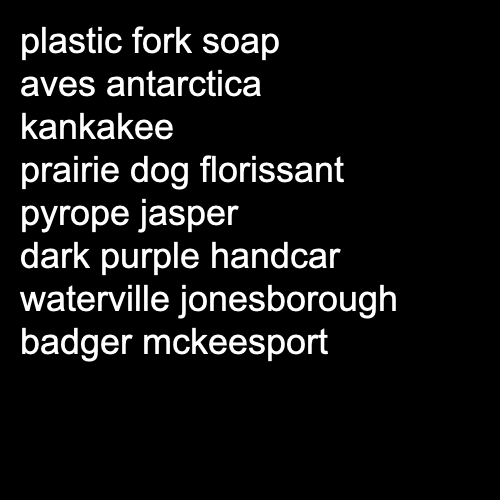 plastic fork soap
aves antarctica
kankakee
prairie dog florissant
pyrope jasper
dark purple handcar
waterville jonesborough
badger mckeesport